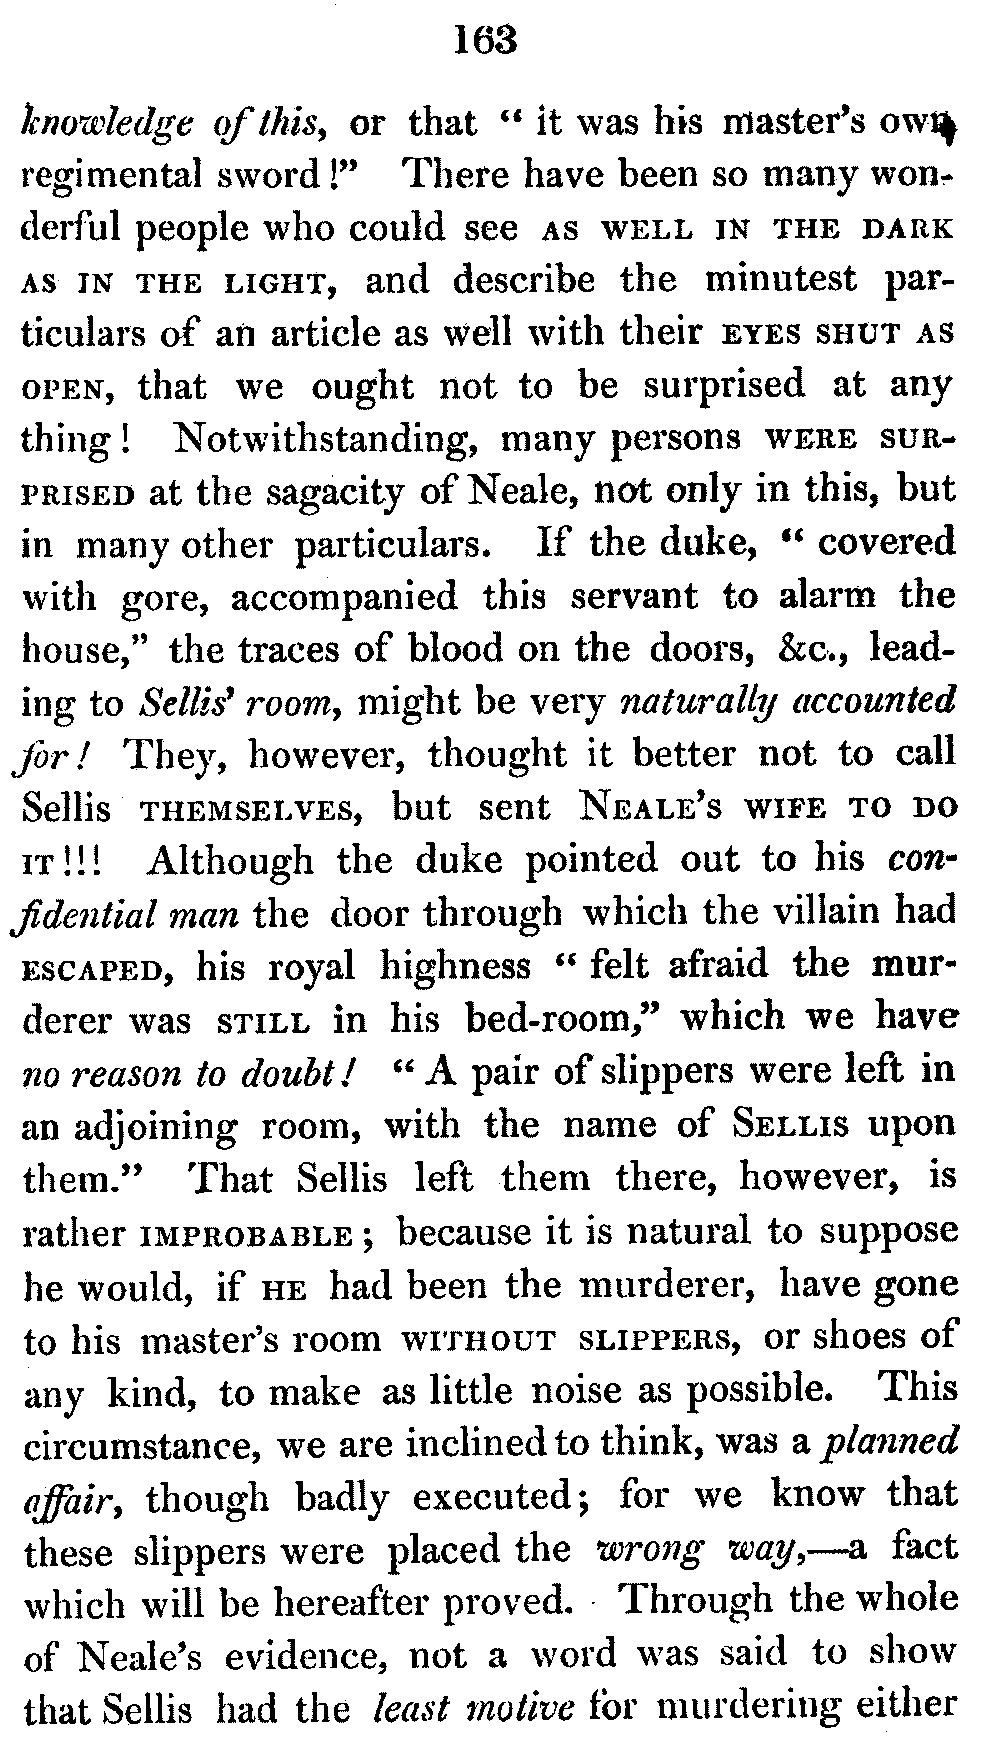 163
knowledge of this, or that “ it was his master’s own
regimental sword !” There have been so many won-
derful people who could see AS WELL IN THE DARK
AS IN THE LIGHT, and describe the minutest par-
ticulars of an article as well with their EYES SHUT AS
OPEN, that we ought not to be surprised at any
thing ! Notwithstanding, many persons WERE SUR-
PRISED at the sagacity of Neale, not only in this, but
in many other particulars. If the duke, “ covered
with gore, accompanied this servant to alarm the
house,” the traces of blood on the doors, &c., lead-
ing to Sellis’ room, might be very naturally accounted
for ! They, however, thought it better not to call
Sellis THEMSELVES, but sent NEALE’S WIFE TO DO
IT!!! Although the duke pointed out to his con-
fidential man the door through which the villain had
ESCAPED, his royal highness “ felt afraid the mur-
derer was STILL in his bed-room,” which we have
no reason to doubt ! “ A pair of slippers were left in
an adjoining room, with the name of SELLIS upon
them.” That Sellis left them there, however, is
rather IMPROBABLE ; because it is natural to suppose
he would, if HE had been the murderer, have gone
to his master’s room WITHOUT SLIPPERS, or shoes of
any kind, to make as little noise as possible. This
circumstance, we are inclined to think, was a planned
affair, though badly executed; for we know that
these slippers were placed the wrong way,—a fact
which will be hereafter proved. Through the whole
of Neale’s evidence, not a word was said to show
that Sellis had the least motive for murdering either